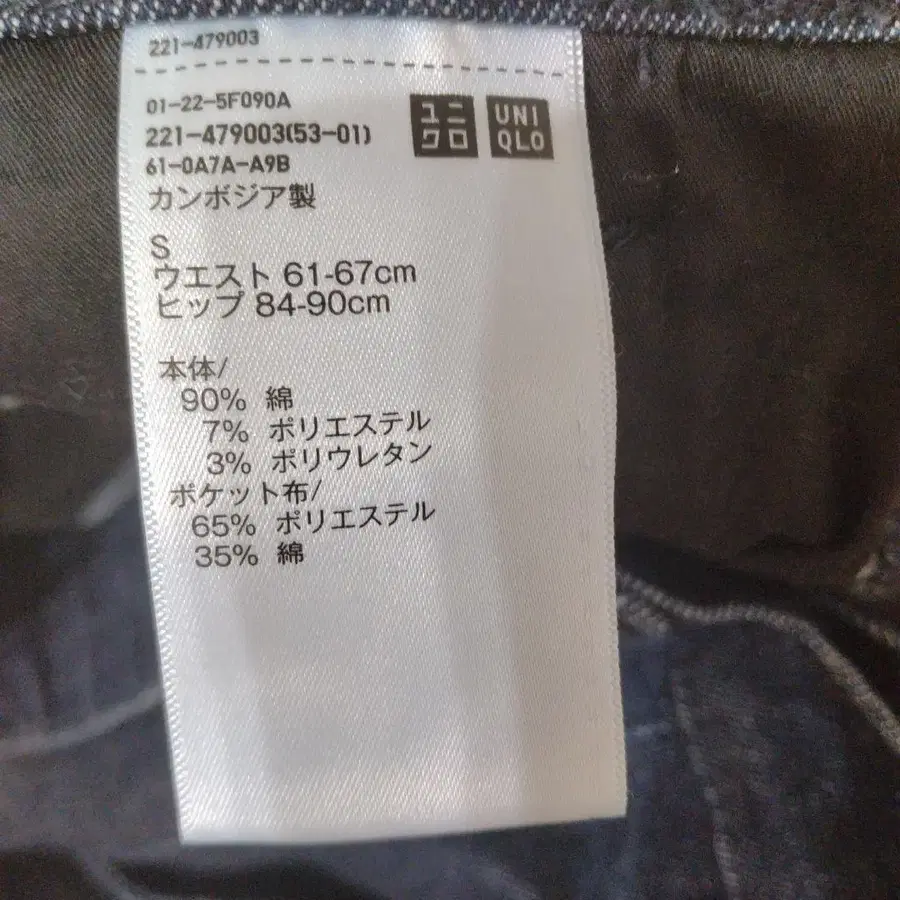 221-479003
01-22-5F090A
221-479003(53-01)
61-0A7A-A9B
ユニ
クロ
UNI
QLO
カンボジア製
S
ウエスト 61-67cm
ヒップ 84-90cm
本体/
90% 綿
7% ポリエステル
3% ポリウレタン
ポケット布/
65% ポリエステル
35% 綿